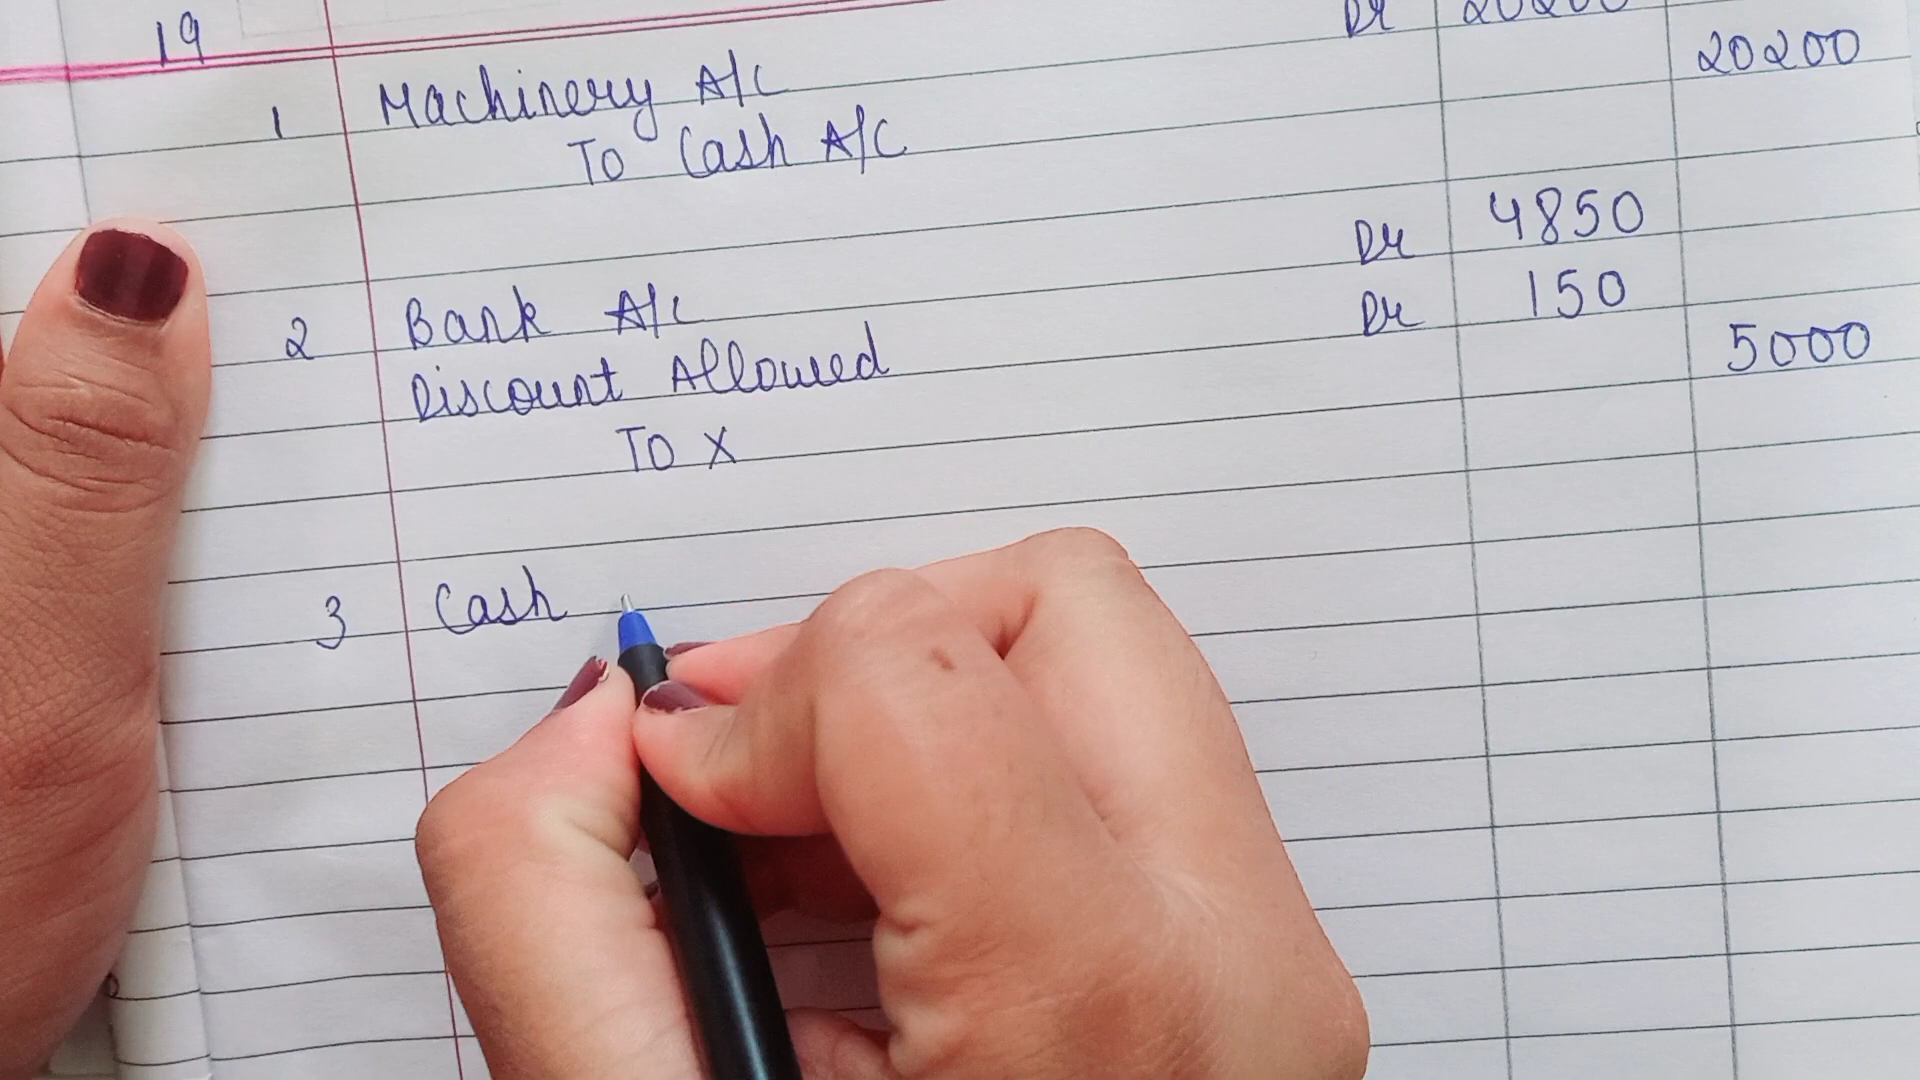 19
1 Machinery A/C Dr 20200
To Cash A/C 20200
2 Bank A/C Dr 4850
Discount Allowed Dr 150
To X 5000
3 Cash